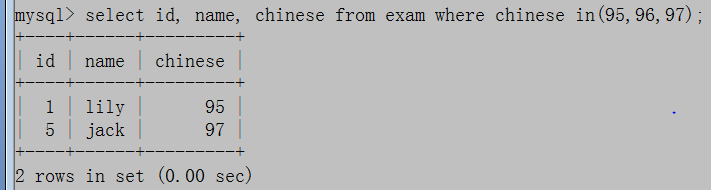 mysql> select id, name, chinese from exam where chinese in(95,96,97);
+----+------+---------+
| id | name | chinese |
+----+------+---------+
| 1 | lily | 95 |
| 5 | jack | 97 |
+----+------+---------+
2 rows in set (0.00 sec)